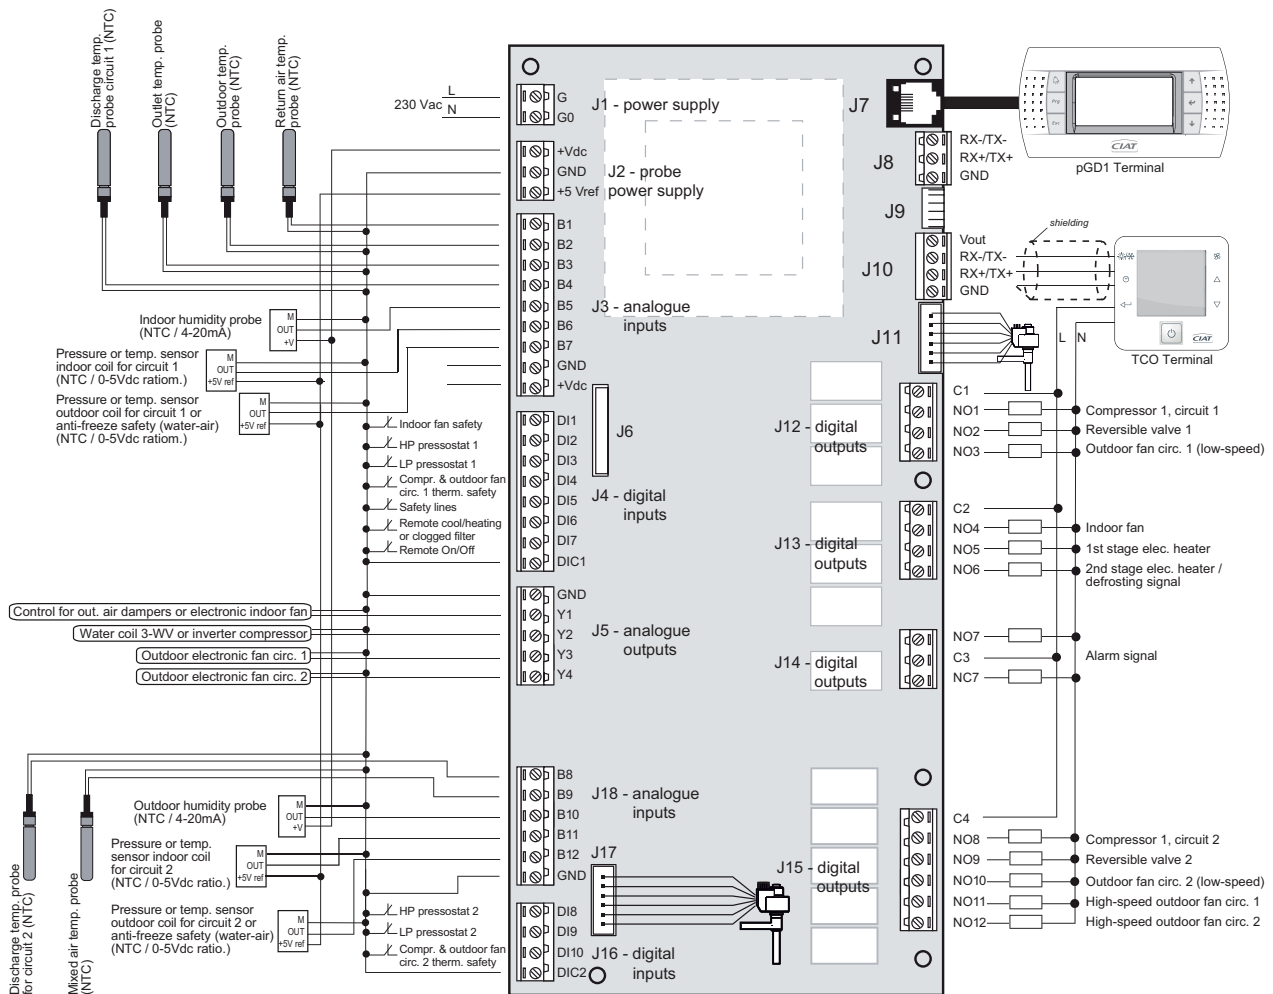 Discharge temp.
probe circuit 1 (NTC)
Outlet temp. probe
(NTC)
Outdoor temp.
probe (NTC)
Return air temp.
probe (NTC)
230 Vac
L
N
G
G0
J1 - power supply
+Vdc
GND
+5 Vref
J2 - probe
power supply
B1
B2
B3
B4
B5
B6
B7
GND
+Vdc
J3 - analogue
inputs
Indoor humidity probe
(NTC / 4-20mA)
M
OUT
+V
Pressure or temp. sensor
indoor coil for circuit 1
(NTC / 0-5Vdc ratiom.)
M
OUT
+5V ref
Pressure or temp. sensor
outdoor coil for circuit 1 or
anti-freeze safety (water-air)
(NTC / 0-5Vdc ratiom.)
M
OUT
+5V ref
J6
Indoor fan safety
HP pressostat 1
LP pressostat 1
Compr. & outdoor fan
circ. 1 therm. safety
Safety lines
Remote cool/heating
or clogged filter
Remote On/Off
DI1
DI2
DI3
DI4
DI5
DI6
DI7
DIC1
J4 - digital
inputs
Control for out. air dampers or electronic indoor fan
Water coil 3-WV or inverter compressor
Outdoor electronic fan circ. 1
Outdoor electronic fan circ. 2
GND
Y1
Y2
Y3
Y4
J5 - analogue
outputs
B8
B9
B10
B11
B12
GND
J18 - analogue
inputs
Outdoor humidity probe
(NTC / 4-20mA)
M
OUT
+V
Pressure or temp.
sensor indoor coil
for circuit 2
(NTC / 0-5Vdc ratio.)
M
OUT
+5V ref
Pressure or temp. sensor
outdoor coil for circuit 2 or
anti-freeze safety (water-air)
(NTC / 0-5Vdc ratio.)
M
OUT
+5V ref
Discharge temp. probe
for circuit 2 (NTC)
Mixed air temp. probe
(NTC)
J17
HP pressostat 2
LP pressostat 2
Compr. & outdoor fan
circ. 2 therm. safety
DI8
DI9
DI10
DIC2
J16 - digital
inputs
J7
Prg
Esc
CIAT
pGD1 Terminal
J8
RX-/TX-
RX+/TX+
GND
J9
J10
Vout
RX-/TX-
RX+/TX+
GND
shielding
CIAT
TCO Terminal
L
N
J11
J12 - digital
outputs
C1
NO1
NO2
NO3
Compressor 1, circuit 1
Reversible valve 1
Outdoor fan circ. 1 (low-speed)
J13 - digital
outputs
C2
NO4
NO5
NO6
Indoor fan
1st stage elec. heater
2nd stage elec. heater /
defrosting signal
J14 - digital
outputs
NO7
C3
NC7
Alarm signal
J15 - digital
outputs
C4
NO8
NO9
NO10
NO11
NO12
Compressor 1, circuit 2
Reversible valve 2
Outdoor fan circ. 2 (low-speed)
High-speed outdoor fan circ. 1
High-speed outdoor fan circ. 2